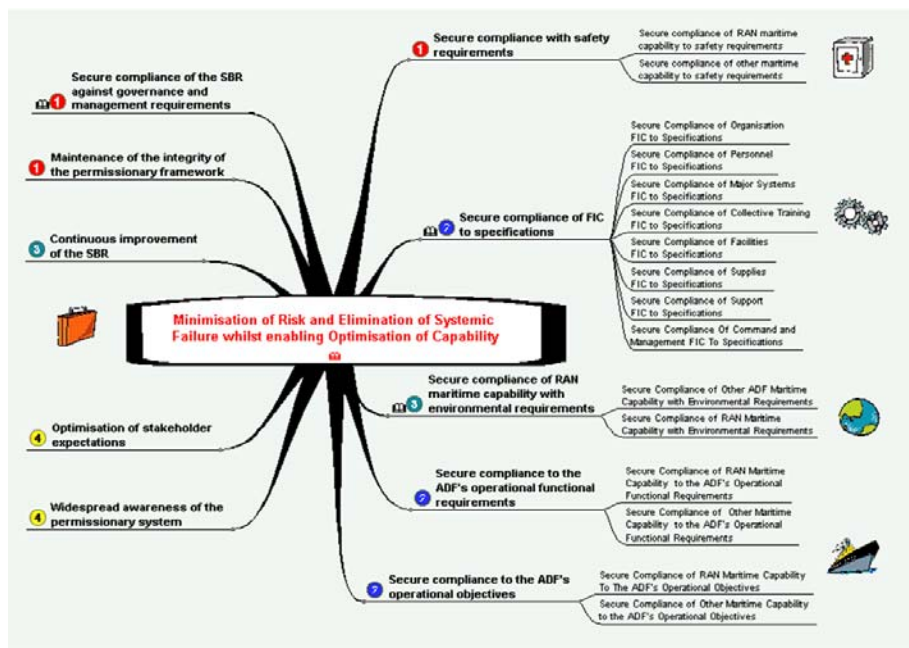 Minimisation of Risk and Elimination of Systemic
Failure whilst enabling Optimisation of Capability
1
Secure compliance with safety
requirements
Secure compliance of RAN maritime
capability to safety requirements
Secure compliance of other maritime
capability to safety requirements
2
Secure compliance of FIC
to specifications
Secure Compliance of Organisation
FIC to Specifications
Secure Compliance of Personnel
FIC to Specifications
Secure Compliance of Major Systems
FIC to Specifications
Secure Compliance of Collective Training
FIC to Specifications
Secure Compliance of Facilities
FIC to Specifications
Secure Compliance of Supplies
FIC to Specifications
Secure Compliance of Support
FIC to Specifications
Secure Compliance Of Command and
Management FIC To Specifications
3
Secure compliance of RAN
maritime capability with
environmental requirements
Secure Compliance of Other ADF Maritime
Capability with Environmental Requirements
Secure Compliance of RAN Maritime
Capability with Environmental Requirements
2
Secure compliance to the
ADF's operational functional
requirements
Secure Compliance of RAN Maritime
Capability to the ADF's Operational
Functional Requirements
Secure Compliance of Other Maritime
Capability to the ADF's Operational
Functional Requirements
2
Secure compliance to the ADF's
operational objectives
Secure Compliance of RAN Maritime Capability
To The ADF's Operational Objectives
Secure Compliance of Other Maritime Capability
to the ADF's Operational Objectives
1
Secure compliance of the SBR
against governance and
management requirements
1
Maintenance of the integrity of
the permissionary framework
3
Continuous improvement
of the SBR
4
Optimisation of stakeholder
expectations
4
Widespread awareness of the
permissionary system